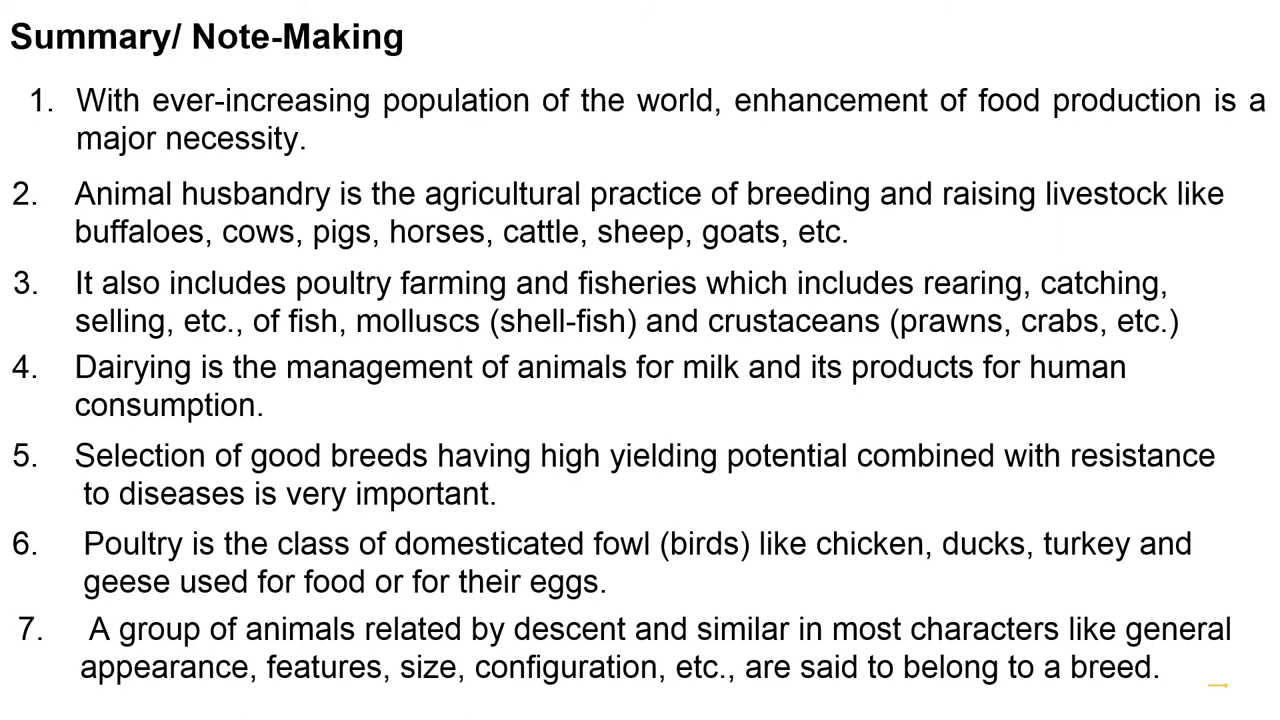 Summary/ Note-Making
1. With ever-increasing population of the world, enhancement of food production is a
major necessity.
2. Animal husbandry is the agricultural practice of breeding and raising livestock like
buffaloes, cows, pigs, horses, cattle, sheep, goats, etc.
3. It also includes poultry farming and fisheries which includes rearing, catching,
selling, etc., of fish, molluscs (shell-fish) and crustaceans (prawns, crabs, etc.)
4. Dairying is the management of animals for milk and its products for human
consumption.
5. Selection of good breeds having high yielding potential combined with resistance
to diseases is very important.
6. Poultry is the class of domesticated fowl (birds) like chicken, ducks, turkey and
geese used for food or for their eggs.
7. A group of animals related by descent and similar in most characters like general
appearance, features, size, configuration, etc., are said to belong to a breed.